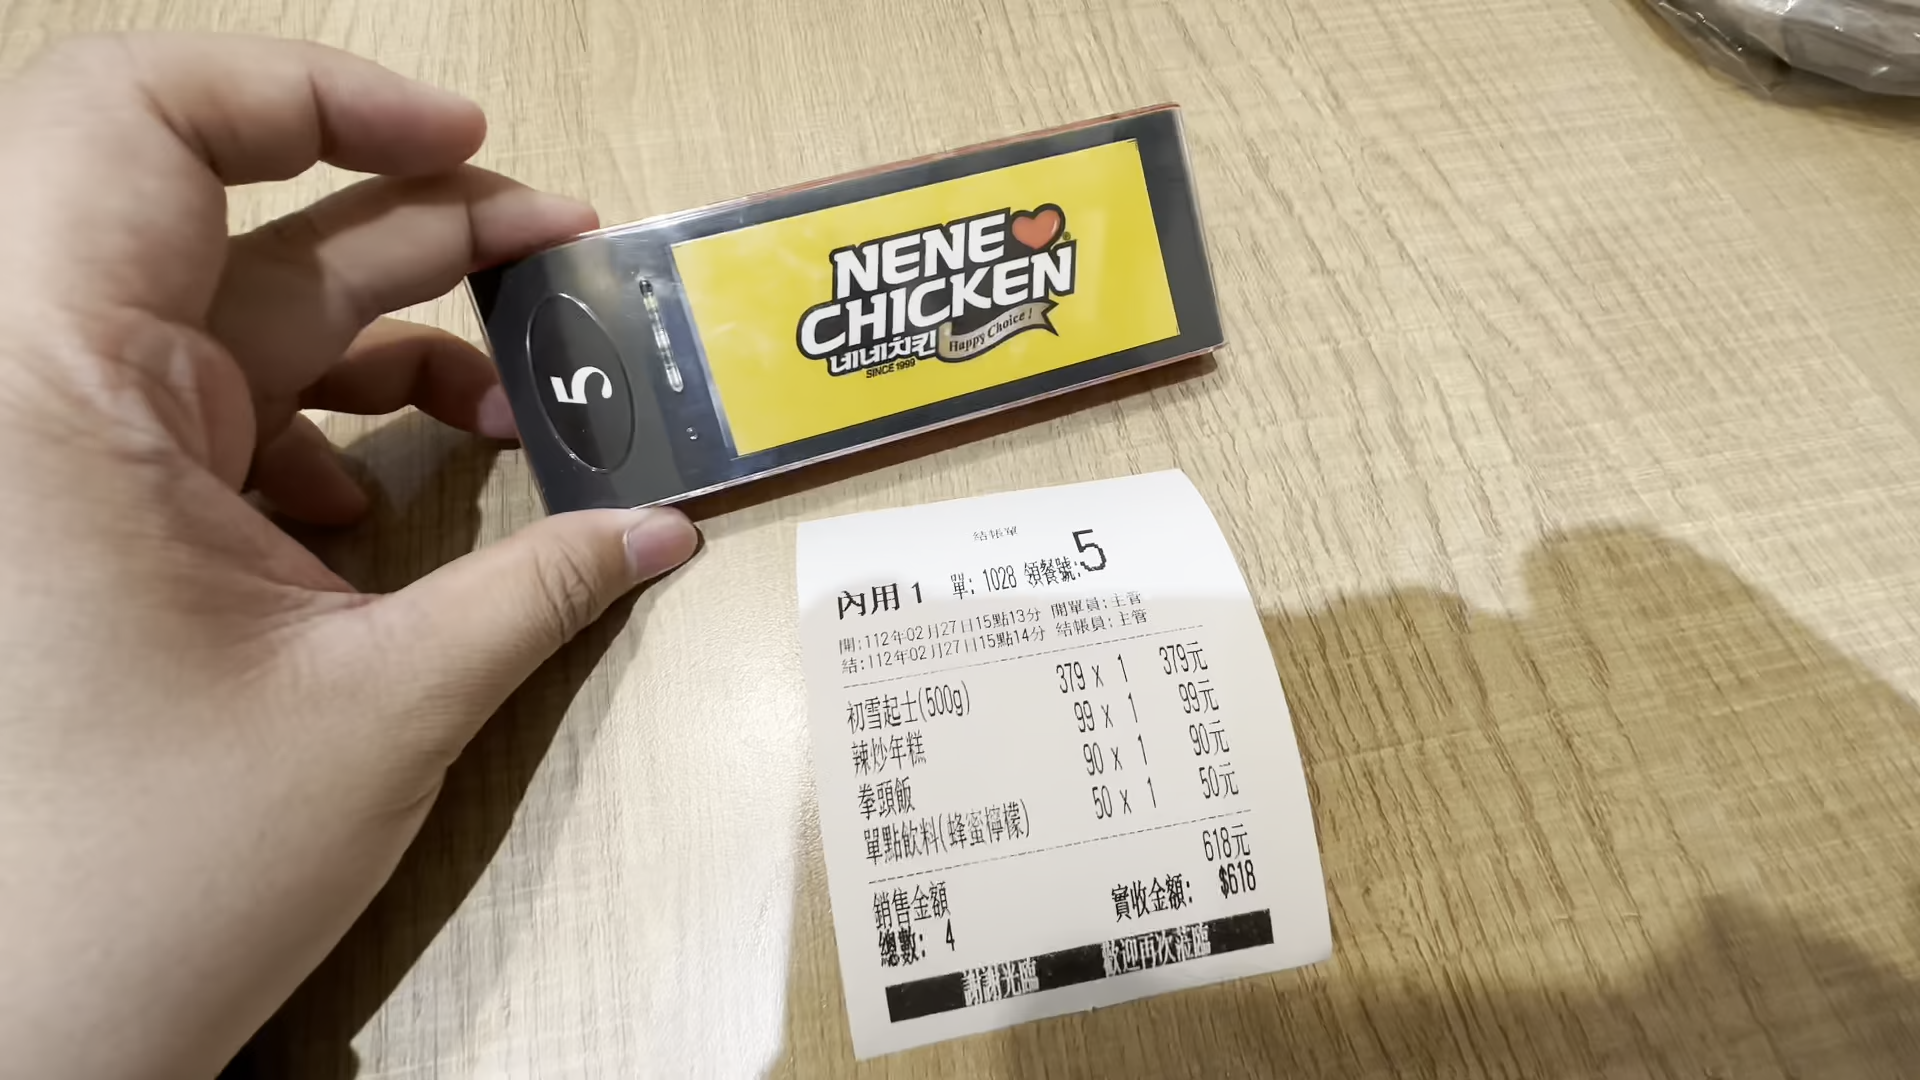 NENE
CHICKEN
네네치킨 Happy Choice!
SINCE 1999
5
結帳單
內用 1 單: 1028 領餐號:5
開:112年02月27日15點13分 開單員:主管
結:112年02月27日15點14分 結帳員:主管
初雪起士(500g) 379 x 1 379元
辣炒年糕 99 x 1 99元
拳頭飯 90 x 1 90元
單點飲料(蜂蜜檸檬) 50 x 1 50元
銷售金額 618元
總數: 4 實收金額: $618
謝謝光臨 歡迎再次蒞臨